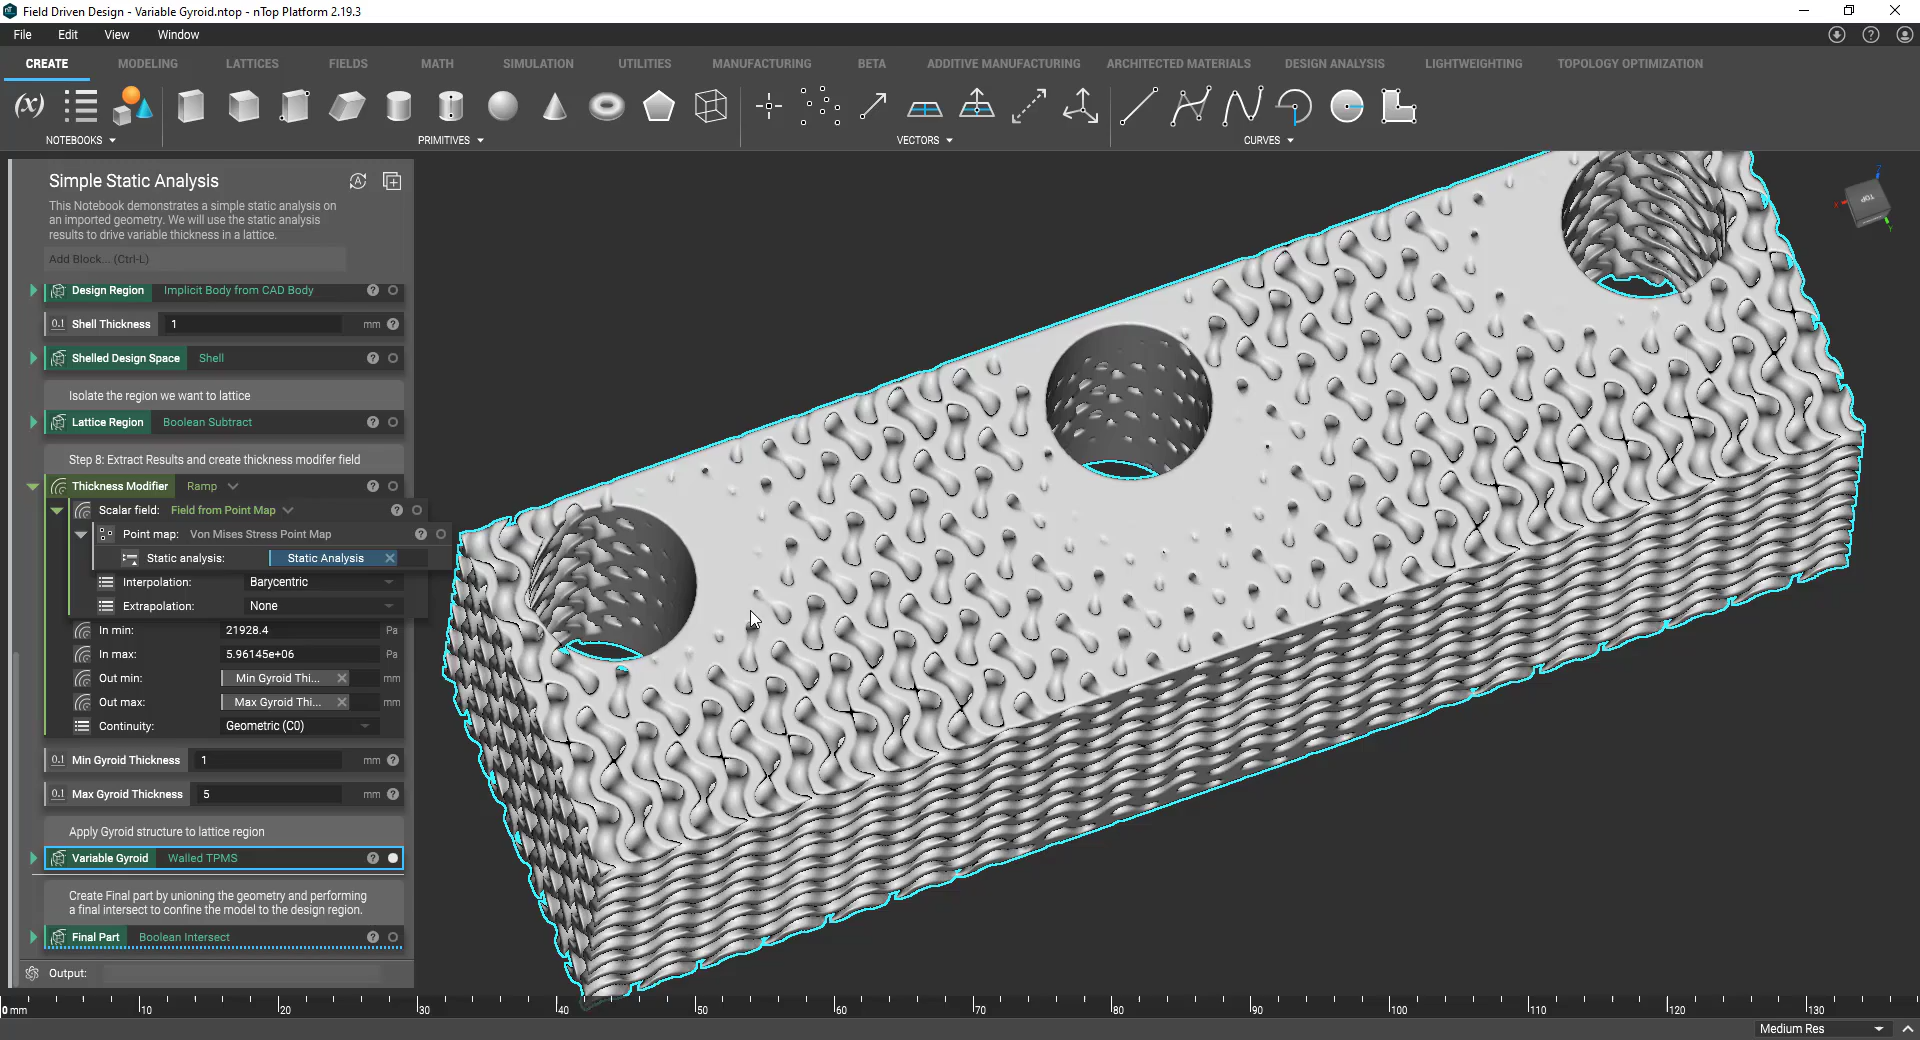 Field Driven Design - Variable Gyroid.ntop - nTop Platform 2.19.3
File Edit View Window
CREATE MODELING LATTICES FIELDS MATH SIMULATION UTILITIES MANUFACTURING BETA ADDITIVE MANUFACTURING ARCHITECTED MATERIALS DESIGN ANALYSIS LIGHTWEIGHTING TOPOLOGY OPTIMIZATION
(x)
NOTEBOOKS PRIMITIVES VECTORS CURVES
Simple Static Analysis
This Notebook demonstrates a simple static analysis on
an imported geometry. We will use the static analysis
results to drive variable thickness in a lattice.
Add Block... (Ctrl-L)
Design Region Implicit Body from CAD Body
0.1 Shell Thickness 1 mm
Shelled Design Space Shell
Isolate the region we want to lattice
Lattice Region Boolean Subtract
Step 8: Extract Results and create thickness modifer field
Thickness Modifier Ramp
Scalar field: Field from Point Map
Point map: Von Mises Stress Point Map
Static analysis: Static Analysis
Interpolation: Barycentric
Extrapolation: None
In min: 21928.4 Pa
In max: 5.96145e+06 Pa
Out min: Min Gyroid Thi... mm
Out max: Max Gyroid Thi... mm
Continuity: Geometric (C0)
0.1 Min Gyroid Thickness 1 mm
0.1 Max Gyroid Thickness 5 mm
Apply Gyroid structure to lattice region
Variable Gyroid Walled TPMS
Create Final part by unioning the geometry and performing
a final intersect to confine the model to the design region.
Final Part Boolean Intersect
Output:
TOP
0 mm 10 20 30 40 50 60 70 80 90 100 110 120 130
Medium Res